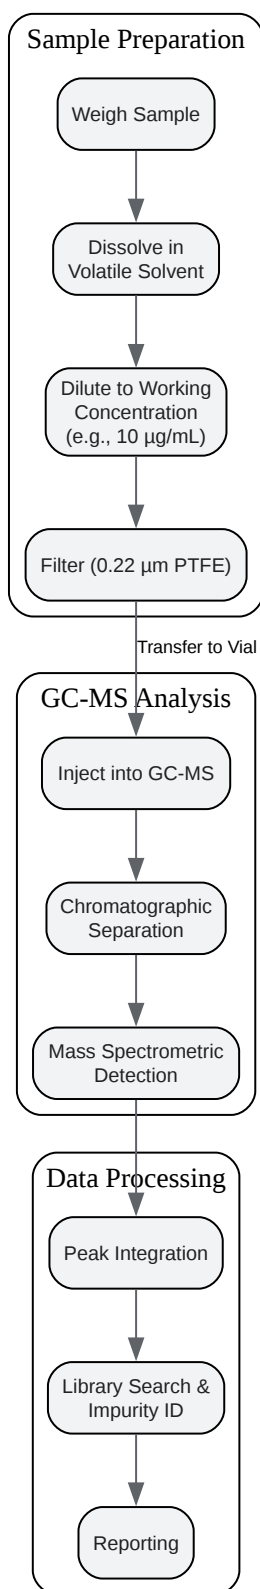 Sample Preparation
Weigh Sample
Dissolve in
Volatile Solvent
Dilute to Working
Concentration
(e.g., 10 µg/mL)
Filter (0.22 µm PTFE)
Transfer to Vial
GC-MS Analysis
Inject into GC-MS
Chromatographic
Separation
Mass Spectrometric
Detection
Data Processing
Peak Integration
Library Search &
Impurity ID
Reporting